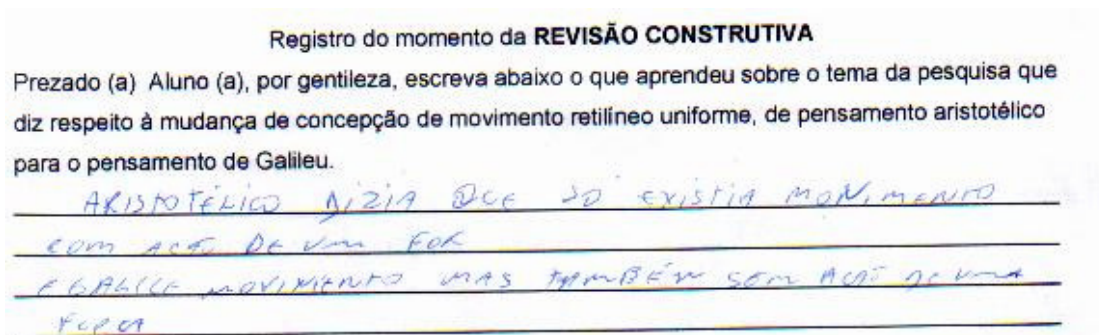 Registro do momento da REVISÃO CONSTRUTIVA
Prezado (a) Aluno (a), por gentileza, escreva abaixo o que aprendeu sobre o tema da pesquisa que
diz respeito à mudança de concepção de movimento retilíneo uniforme, de pensamento aristotélico
para o pensamento de Galileu.
ARISTOTÉLICO DIZIA QUE SO EXISTIA MOVIMENTO
COM AÇÃO DE UM FOR
E GALILE MOVIMENTO MAS TAMBÉM SEM AÇÃO DE UMA
FORÇA